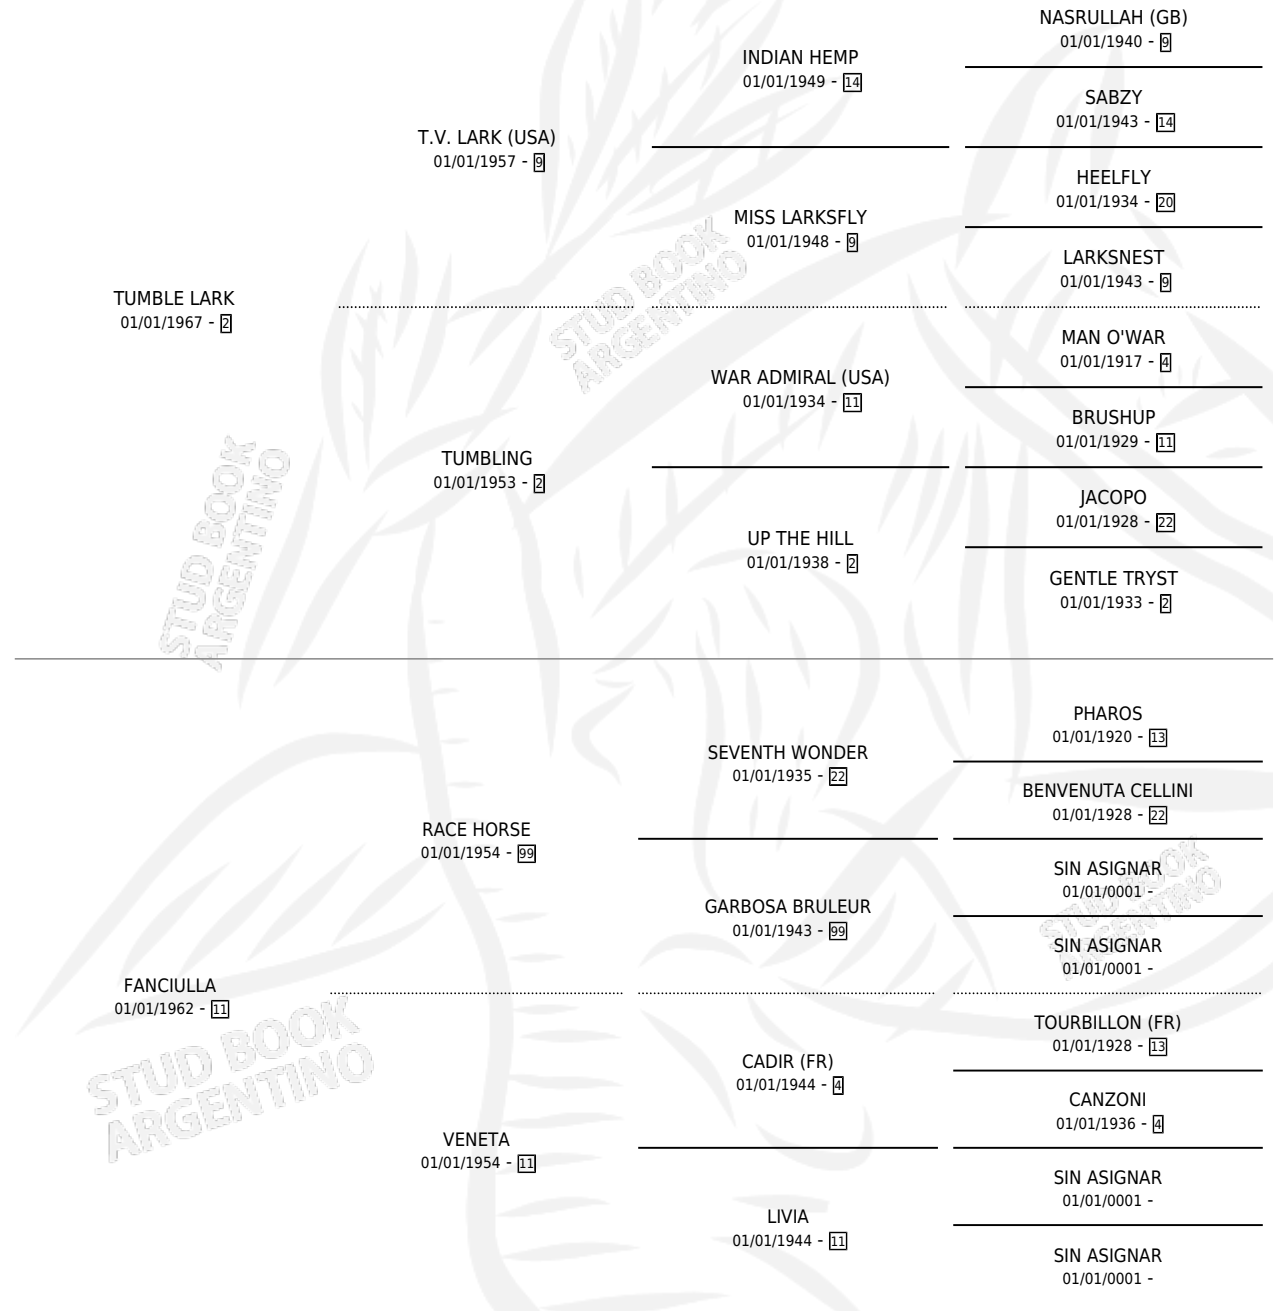 NASRULLAH (GB)
01/01/1940 - 9
INDIAN HEMP
01/01/1949 - 14
SABZY
01/01/1943 - 14
T.V. LARK (USA)
01/01/1957 - 9
HEELFLY
01/01/1934 - 20
MISS LARKSFLY
01/01/1948 - 9
LARKSNEST
01/01/1943 - 9
TUMBLE LARK
01/01/1967 - 2
MAN O'WAR
01/01/1917 - 4
WAR ADMIRAL (USA)
01/01/1934 - 11
BRUSHUP
01/01/1929 - 11
TUMBLING
01/01/1953 - 2
JACOPO
01/01/1928 - 22
UP THE HILL
01/01/1938 - 2
GENTLE TRYST
01/01/1933 - 2
PHAROS
01/01/1920 - 13
SEVENTH WONDER
01/01/1935 - 22
BENVENUTA CELLINI
01/01/1928 - 22
RACE HORSE
01/01/1954 - 99
SIN ASIGNAR
01/01/0001 -
GARBOSA BRULEUR
01/01/1943 - 99
SIN ASIGNAR
01/01/0001 -
FANCIULLA
01/01/1962 - 11
TOURBILLON (FR)
01/01/1928 - 13
CADIR (FR)
01/01/1944 - 4
CANZONI
01/01/1936 - 4
VENETA
01/01/1954 - 11
SIN ASIGNAR
01/01/0001 -
LIVIA
01/01/1944 - 11
SIN ASIGNAR
01/01/0001 -
STUD BOOK
ARGENTINO
STUD BOOK
ARGENTINO
STUD BOOK
ARGENTINO
STUD BOOK
ARGENTINO